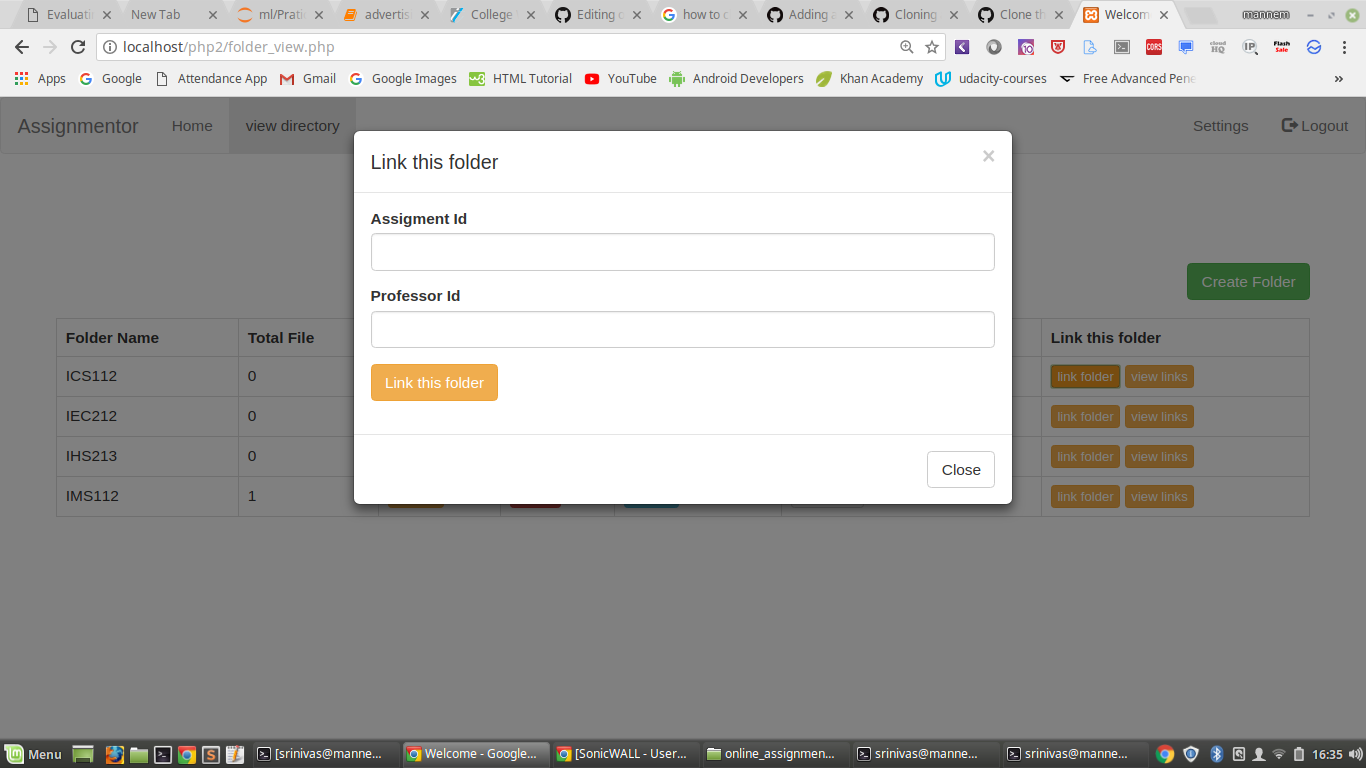 Evaluati New Tab ml/Prati advertis College Editing o how to c Adding a Cloning Clone th Welcom mannem
localhost/php2/folder_view.php
Apps Google Attendance App Gmail Google Images HTML Tutorial YouTube Android Developers Khan Academy udacity-courses Free Advanced Pene »
Assignmentor Home view directory Settings Logout
Link this folder ×
Assigment Id
Professor Id
Link this folder
Close
Create Folder
Folder Name Total File Link this folder
ICS112 0 link folder view links
IEC212 0 link folder view links
IHS213 0 link folder view links
IMS112 1 link folder view links
Menu [srinivas@manne... Welcome - Google... [SonicWALL - User... online_assignmen... srinivas@manne... srinivas@manne... 16:35